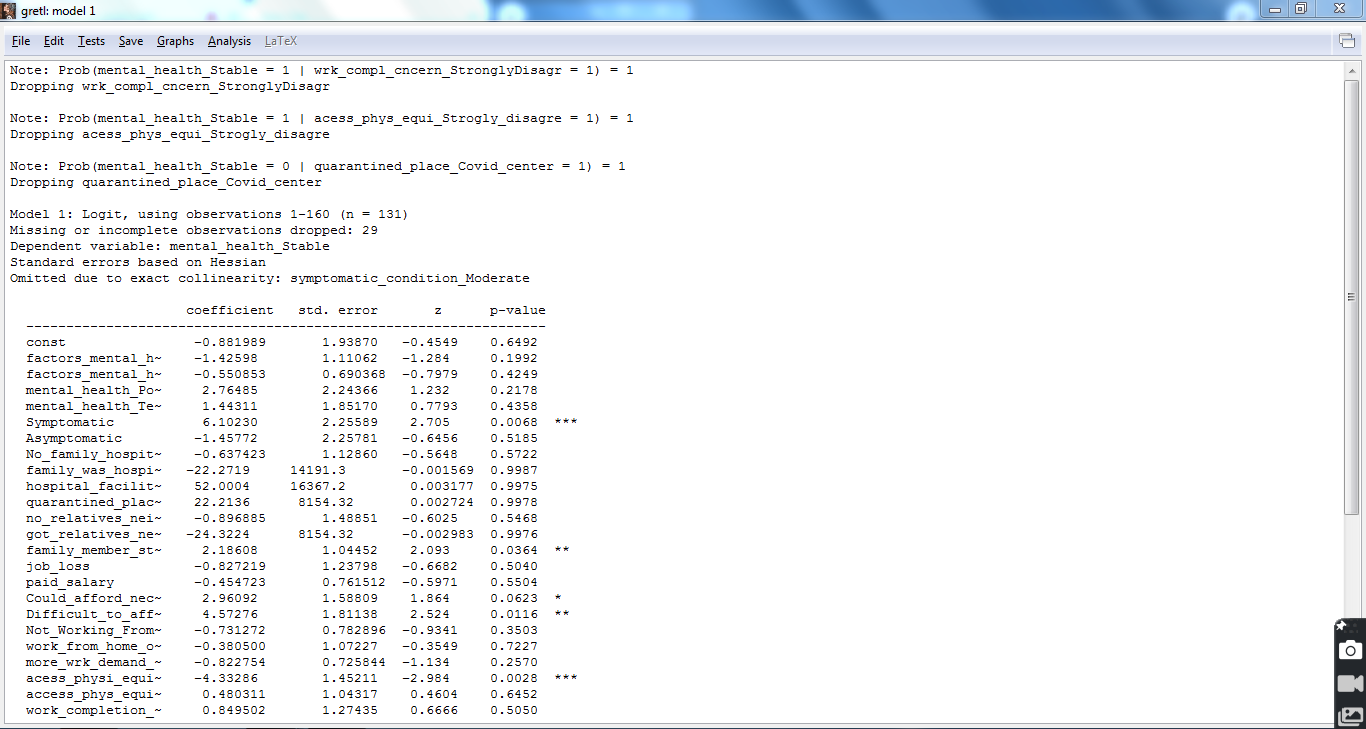 gretl: model 1
File Edit Tests Save Graphs Analysis LaTeX
Note: Prob(mental_health_Stable = 1 | wrk_compl_cncern_StronglyDisagr = 1) = 1
Dropping wrk_compl_cncern_StronglyDisagr
Note: Prob(mental_health_Stable = 1 | acess_phys_equi_Strogly_disagre = 1) = 1
Dropping acess_phys_equi_Strogly_disagre
Note: Prob(mental_health_Stable = 0 | quarantined_place_Covid_center = 1) = 1
Dropping quarantined_place_Covid_center
Model 1: Logit, using observations 1-160 (n = 131)
Missing or incomplete observations dropped: 29
Dependent variable: mental_health_Stable
Standard errors based on Hessian
Omitted due to exact collinearity: symptomatic_condition_Moderate
coefficient std. error z p-value
-----------------------------------------------------------------
const -0.881989 1.93870 -0.4549 0.6492
factors_mental_h~ -1.42598 1.11062 -1.284 0.1992
factors_mental_h~ -0.550853 0.690368 -0.7979 0.4249
mental_health_Po~ 2.76485 2.24366 1.232 0.2178
mental_health_Te~ 1.44311 1.85170 0.7793 0.4358
Symptomatic 6.10230 2.25589 2.705 0.0068 ***
Asymptomatic -1.45772 2.25781 -0.6456 0.5185
No_family_hospit~ -0.637423 1.12860 -0.5648 0.5722
family_was_hospi~ -22.2719 14191.3 -0.001569 0.9987
hospital_facilit~ 52.0004 16367.2 0.003177 0.9975
quarantined_plac~ 22.2136 8154.32 0.002724 0.9978
no_relatives_nei~ -0.896885 1.48851 -0.6025 0.5468
got_relatives_ne~ -24.3224 8154.32 -0.002983 0.9976
family_member_st~ 2.18608 1.04452 2.093 0.0364 **
job_loss -0.827219 1.23798 -0.6682 0.5040
paid_salary -0.454723 0.761512 -0.5971 0.5504
Could_afford_nec~ 2.96092 1.58809 1.864 0.0623 *
Difficult_to_aff~ 4.57276 1.81138 2.524 0.0116 **
Not_Working_From~ -0.731272 0.782896 -0.9341 0.3503
work_from_home_o~ -0.380500 1.07227 -0.3549 0.7227
more_wrk_demand_~ -0.822754 0.725844 -1.134 0.2570
acess_physi_equi~ -4.33286 1.45211 -2.984 0.0028 ***
access_phys_equi~ 0.480311 1.04317 0.4604 0.6452
work_completion_~ 0.849502 1.27435 0.6666 0.5050